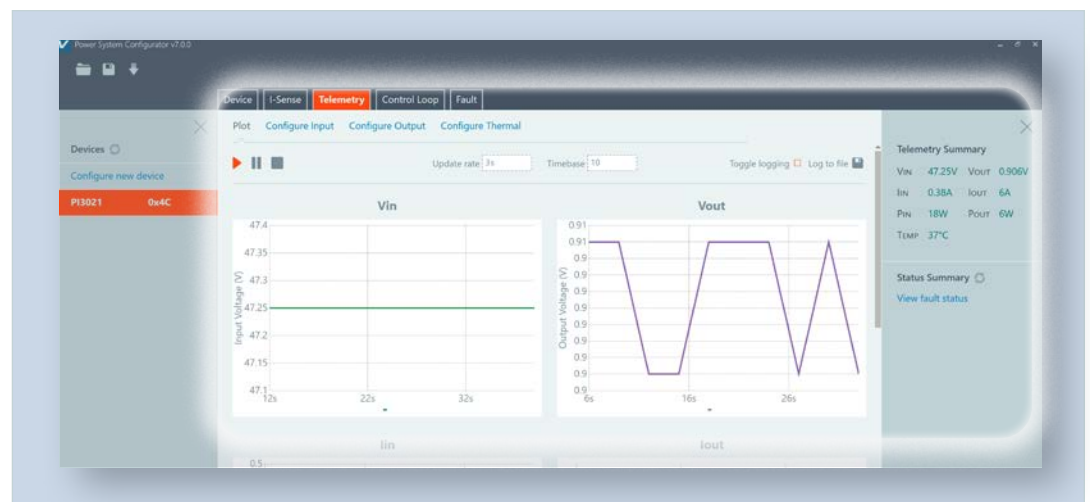 Power System Configurator v7.0.0
Device I-Sense Telemetry Control Loop Fault
Plot Configure Input Configure Output Configure Thermal
Devices
Configure new device
PI3021 0x4C
Update rate 3s Timebase 10 Toggle logging Log to file
Vin
47.4
47.35
47.3
47.25
47.2
47.15
47.1
Input Voltage (V)
12s 22s 32s
Vout
0.91
0.91
0.9
0.9
0.9
0.9
0.9
0.9
0.9
0.9
0.9
Output Voltage (V)
6s 16s 26s
Iin
0.5
Iout
Telemetry Summary
VIN 47.25V VOUT 0.906V
IIN 0.38A IOUT 6A
PIN 18W POUT 6W
TEMP 37°C
Status Summary
View fault status